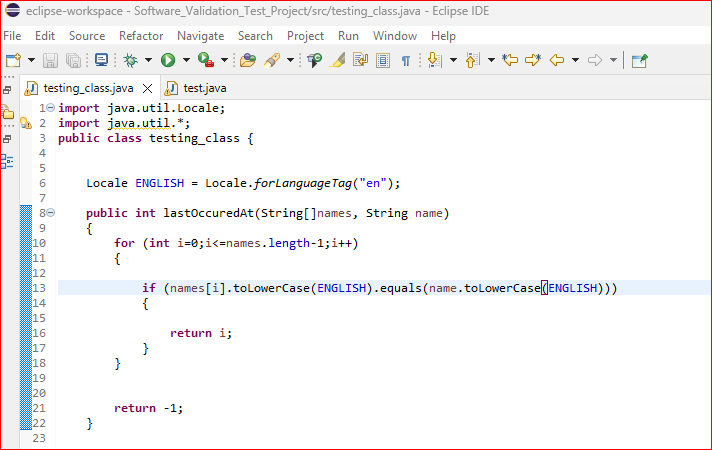 eclipse-workspace - Software_Validation_Test_Project/src/testing_class.java - Eclipse IDE
File Edit Source Refactor Navigate Search Project Run Window Help
testing_class.java test.java
1 import java.util.Locale;
2 import java.util.*;
3 public class testing_class {
4
5
6 Locale ENGLISH = Locale.forLanguageTag("en");
7
8 public int lastOccuredAt(String[]names, String name)
9 {
10 for (int i=0;i<=names.length-1;i++)
11 {
12
13 if (names[i].toLowerCase(ENGLISH).equals(name.toLowerCase(ENGLISH)))
14 {
15
16 return i;
17 }
18 }
19
20
21 return -1;
22 }
23